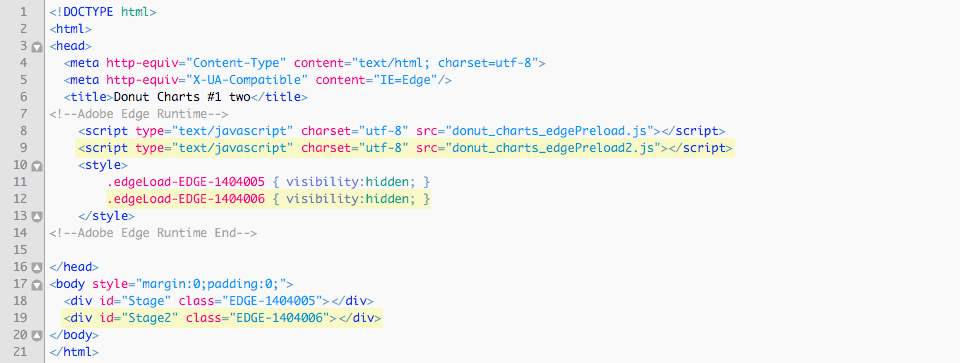 1 <!DOCTYPE html>
2 <html>
3 <head>
4 <meta http-equiv="Content-Type" content="text/html; charset=utf-8">
5 <meta http-equiv="X-UA-Compatible" content="IE=Edge"/>
6 <title>Donut Charts #1 two</title>
7 <!--Adobe Edge Runtime-->
8 <script type="text/javascript" charset="utf-8" src="donut_charts_edgePreload.js"></script>
9 <script type="text/javascript" charset="utf-8" src="donut_charts_edgePreload2.js"></script>
10 <style>
11 .edgeLoad-EDGE-1404005 { visibility:hidden; }
12 .edgeLoad-EDGE-1404006 { visibility:hidden; }
13 </style>
14 <!--Adobe Edge Runtime End-->
15
16 </head>
17 <body style="margin:0;padding:0;">
18 <div id="Stage" class="EDGE-1404005"></div>
19 <div id="Stage2" class="EDGE-1404006"></div>
20 </body>
21 </html>